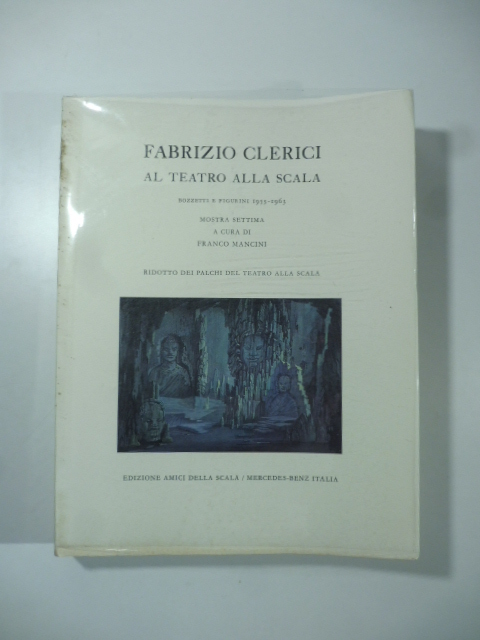 FABRIZIO CLERICI
AL TEATRO ALLA SCALA
BOZZETTI E FIGURINI 1953-1963
MOSTRA SETTIMA
A CURA DI
FRANCO MANCINI
RIDOTTO DEI PALCHI DEL TEATRO ALLA SCALA
EDIZIONE AMICI DELLA SCALA / MERCEDES-BENZ ITALIA